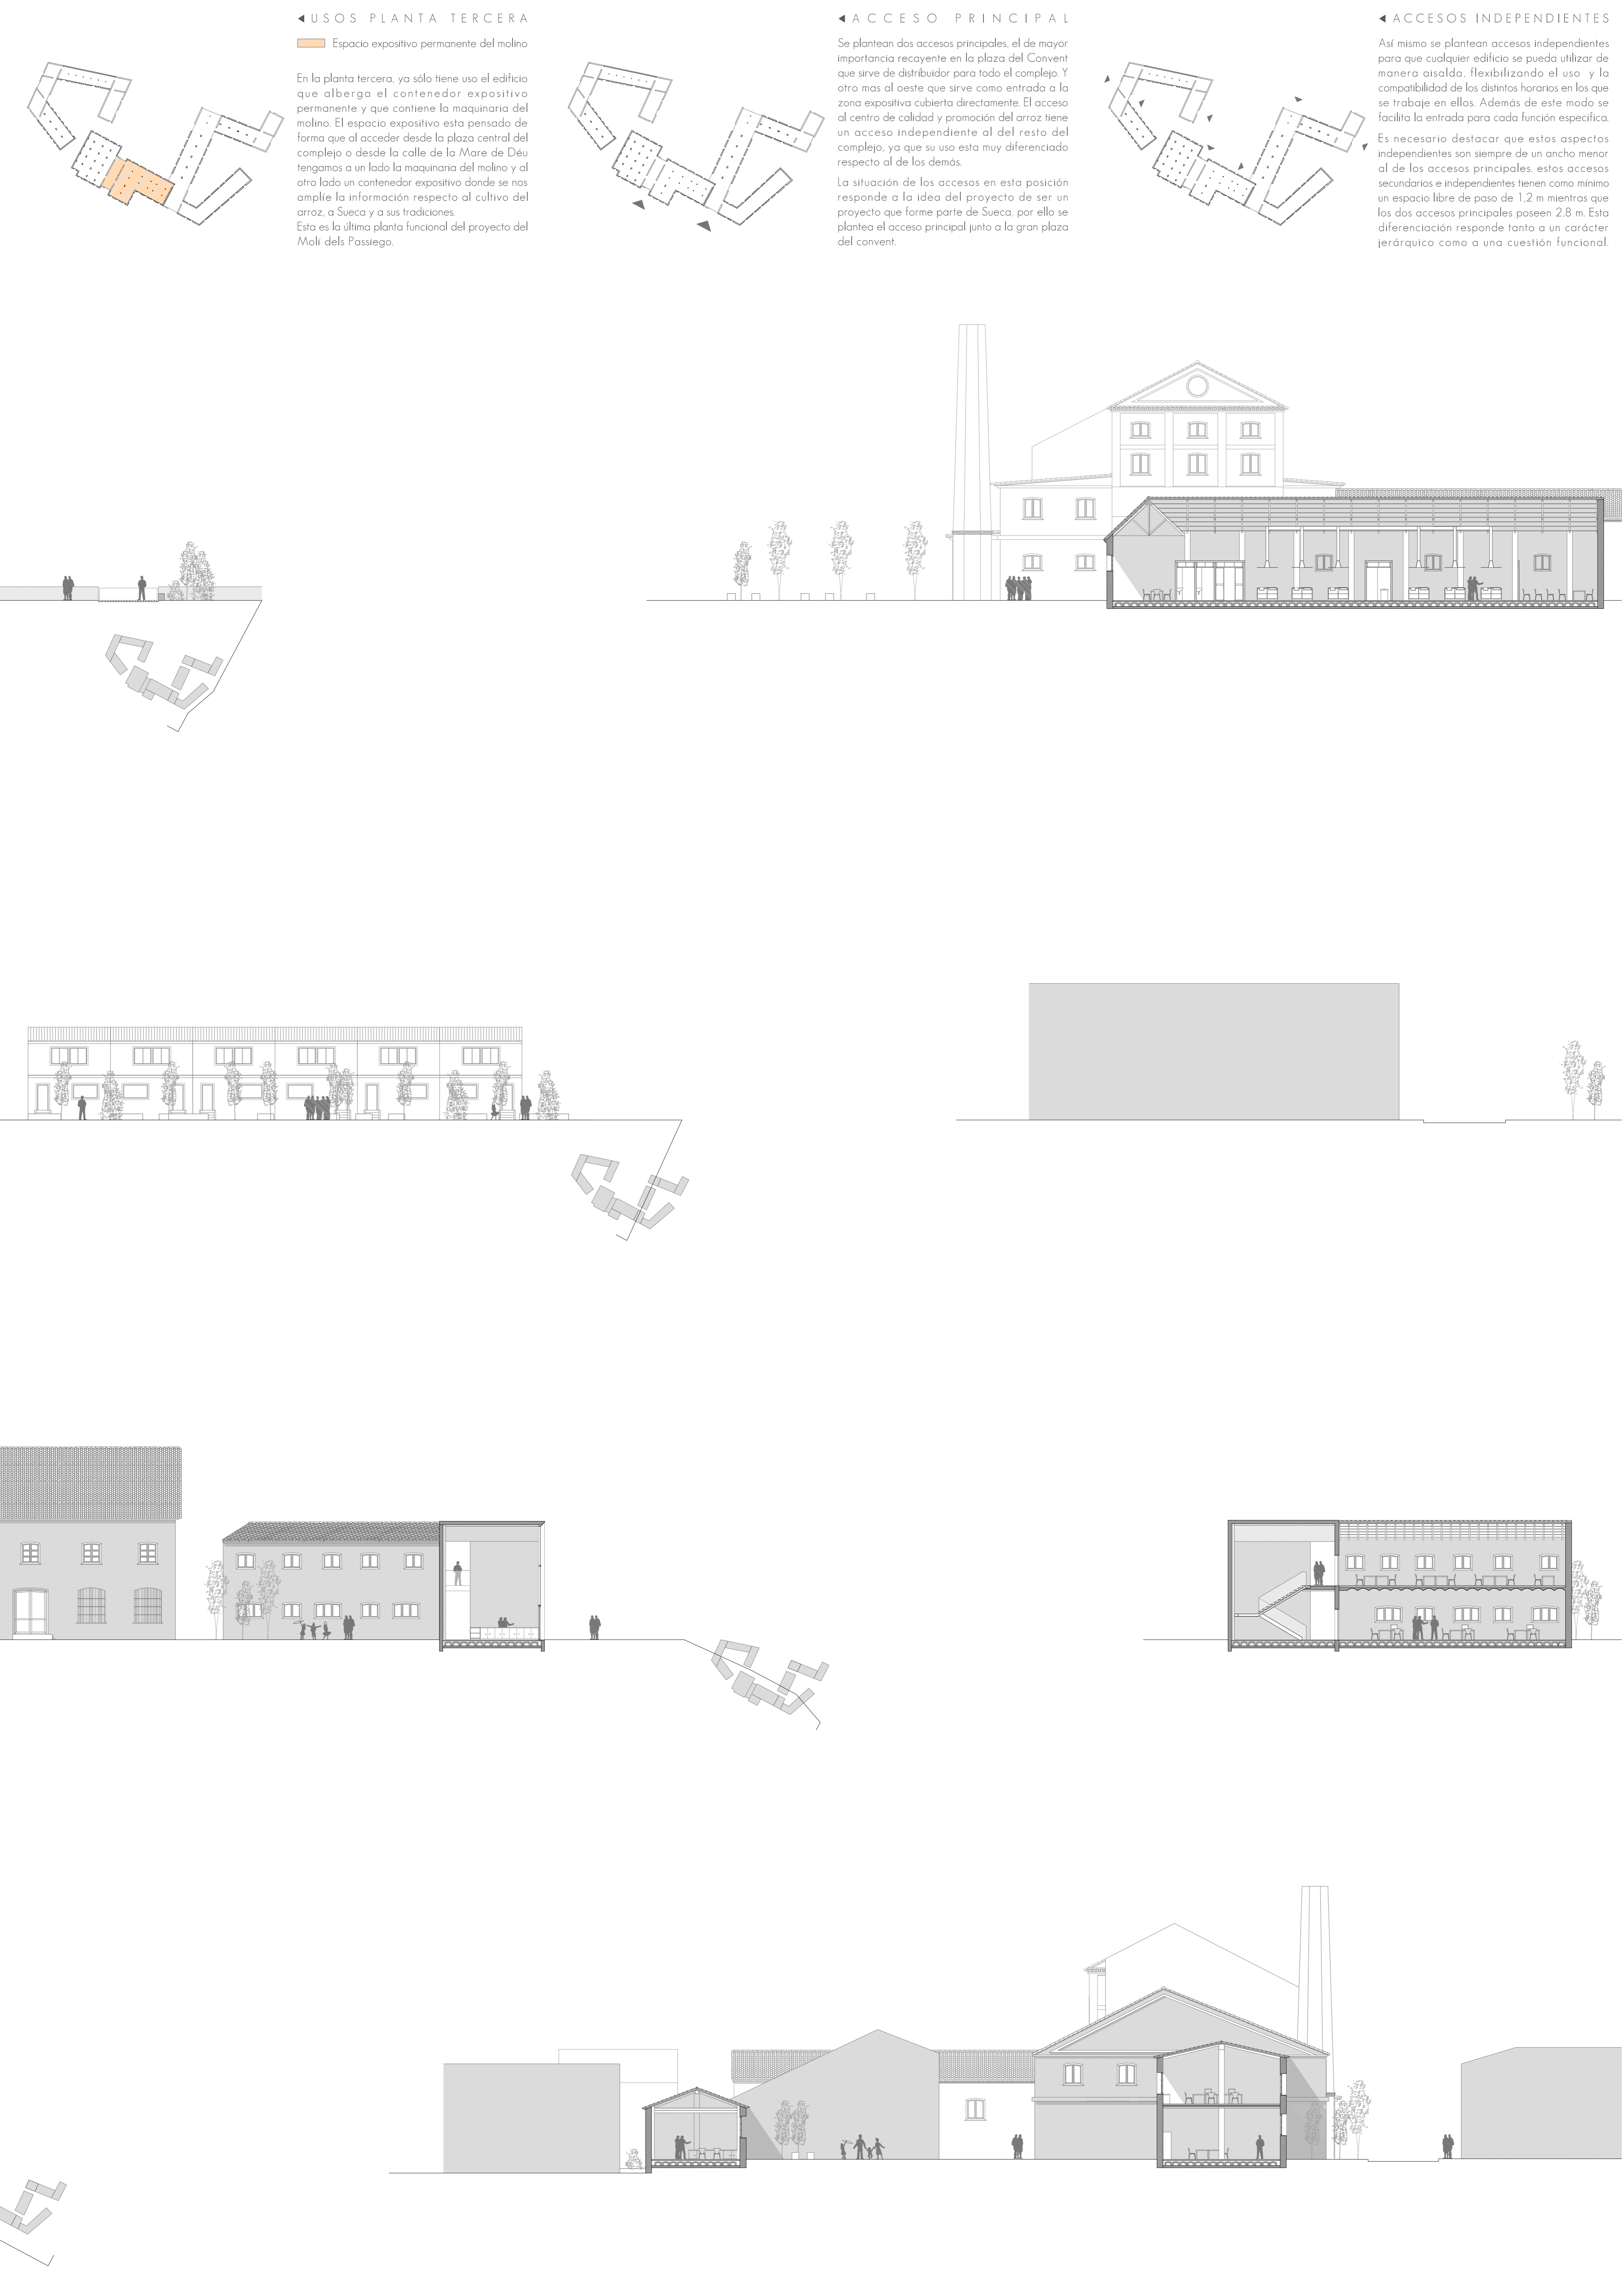 ◄USOS PLANTA TERCERA
Espacio expositivo permanente del molino
En la planta tercera, ya sólo tiene uso el edificio
que alberga el contenedor expositivo
permanente y que contiene la maquinaria del
molino. El espacio expositivo esta pensado de
forma que al acceder desde la plaza central del
complejo o desde la calle de la Mare de Déu
tengamos a un lado la maquinaria del molino y al
otro lado un contenedor expositivo donde se nos
amplíe la información respecto al cultivo del
arroz, a Sueca y a sus tradiciones.
Esta es la última planta funcional del proyecto del
Molí dels Passiego.
◄ACCESO PRINCIPAL
Se plantean dos accesos principales, el de mayor
importancia recayente en la plaza del Convent
que sirve de distribuidor para todo el complejo. Y
otro mas al oeste que sirve como entrada a la
zona expositiva cubierta directamente. El acceso
al centro de calidad y promoción del arroz tiene
un acceso independiente al del resto del
complejo, ya que su uso esta muy diferenciado
respecto al de los demás.
La situación de los accesos en esta posición
responde a la idea del proyecto de ser un
proyecto que forme parte de Sueca, por ello se
plantea el acceso principal junto a la gran plaza
del convent.
◄ACCESOS INDEPENDIENTES
Así mismo se plantean accesos independientes
para que cualquier edificio se pueda utilizar de
manera aisalda, flexibilizando el uso y la
compatibilidad de los distintos horarios en los que
se trabaje en ellos. Además de este modo se
facilita la entrada para cada función especifica.
Es necesario destacar que estos aspectos
independientes son siempre de un ancho menor
al de los accesos principales, estos accesos
secundarios e independientes tienen como mínimo
un espacio libre de paso de 1,2 m mientras que
los dos accesos principales poseen 2,8 m. Esta
diferenciación responde tanto a un carácter
jerárquico como a una cuestión funcional.